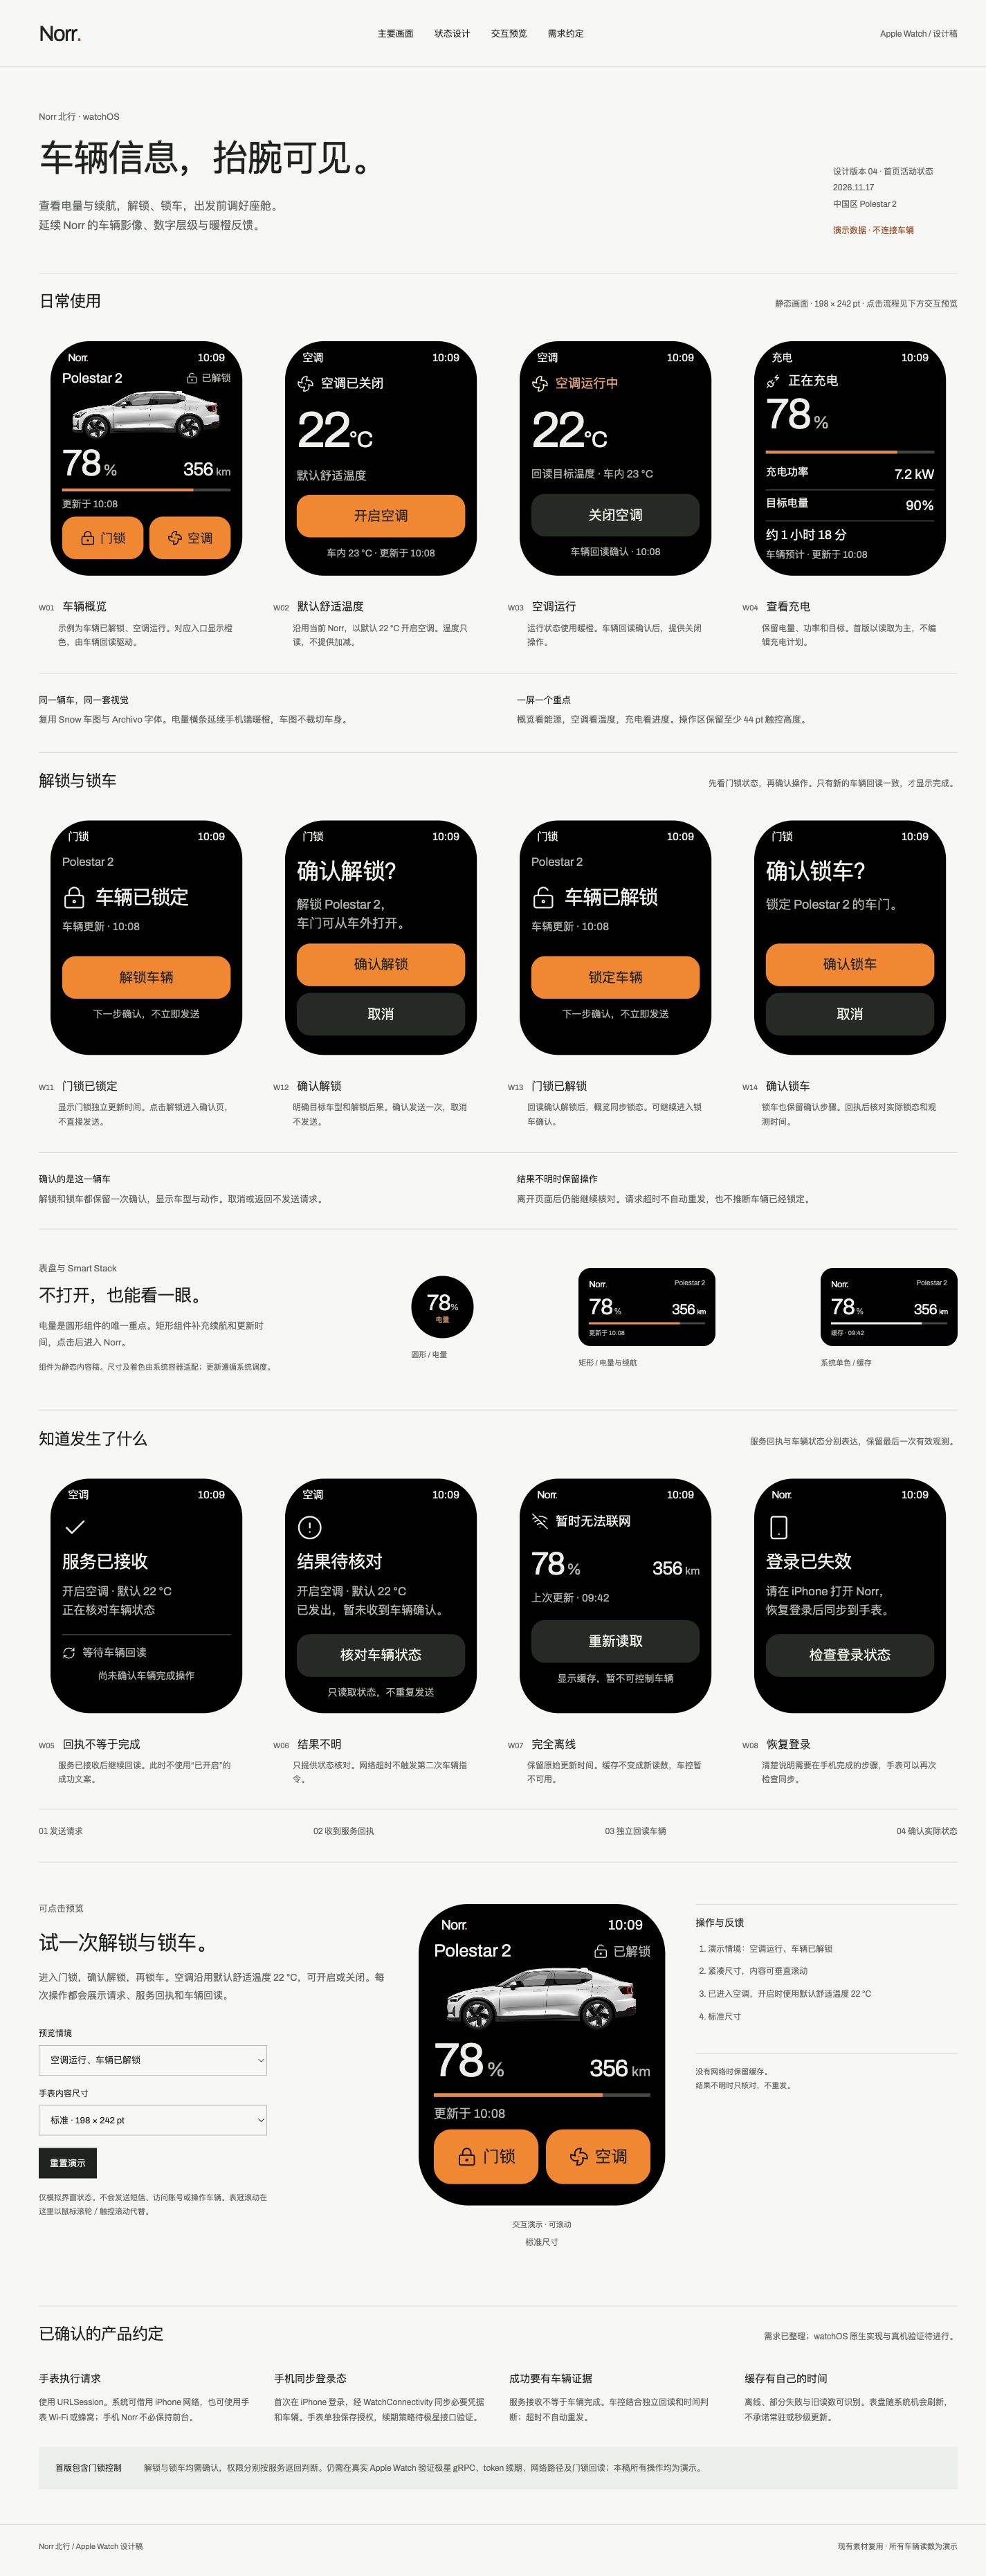 Norr.
主要画面 状态设计 交互预览 需求约定
Apple Watch / 设计稿
Norr 北行 · watchOS
车辆信息，抬腕可见。
查看电量与续航，解锁、锁车，出发前调好座舱。
延续 Norr 的车辆影像、数字层级与暖橙反馈。
设计版本 04 · 首页活动状态
2026.11.17
中国区 Polestar 2
演示数据 · 不连接车辆
日常使用
静态画面 · 198 × 242 pt · 点击流程见下方交互预览
Norr. 10:09
Polestar 2 已解锁
78% 356 km
更新于 10:08
门锁 空调
W01 车辆概览
示例为车辆已解锁、空调运行。对应入口显示橙
色，由车辆回读驱动。
空调 10:09
空调已关闭
22°C
默认舒适温度
开启空调
车内 23 °C · 更新于 10:08
W02 默认舒适温度
沿用当前 Norr，以默认 22 °C 开启空调。温度只
读，不提供加减。
空调 10:09
空调运行中
22°C
回读目标温度 · 车内 23 °C
关闭空调
车辆回读确认 · 10:08
W03 空调运行
运行状态使用暖橙。车辆回读确认后，提供关闭
操作。
充电 10:09
正在充电
78%
充电功率 7.2 kW
目标电量 90%
约 1 小时 18 分
车辆预计 · 更新于 10:08
W04 查看充电
保留电量、功率和目标。首版以读取为主，不编
辑充电计划。
同一辆车，同一套视觉
复用 Snow 车图与 Archivo 字体。电量横条延续手机端暖橙，车图不裁切车身。
一屏一个重点
概览看能源，空调看温度，充电看进度。操作区保留至少 44 pt 触控高度。
解锁与锁车
先看门锁状态，再确认操作。只有新的车辆回读一致，才显示完成。
门锁 10:09
Polestar 2
车辆已锁定
车辆更新 · 10:08
解锁车辆
下一步确认，不立即发送
W11 门锁已锁定
显示门锁独立更新时间。点击解锁进入确认页，
不直接发送。
门锁 10:09
确认解锁？
解锁 Polestar 2，
车门可从车外打开。
确认解锁
取消
W12 确认解锁
明确目标车型和解锁后果。确认发送一次，取消
不发送。
门锁 10:09
Polestar 2
车辆已解锁
车辆更新 · 10:08
锁定车辆
下一步确认，不立即发送
W13 门锁已解锁
回读确认解锁后，概览同步锁态。可继续进入锁
车确认。
门锁 10:09
确认锁车？
锁定 Polestar 2 的车门。
确认锁车
取消
W14 确认锁车
锁车也保留确认步骤。回执后核对实际锁态和观
测时间。
确认的是这一辆车
解锁和锁车都保留一次确认，显示车型与动作。取消或返回不发送请求。
结果不明时保留操作
离开页面后仍能继续核对。请求超时不自动重发，也不推断车辆已经锁定。
表盘与 Smart Stack
不打开，也能看一眼。
电量是圆形组件的唯一重点。矩形组件补充续航和更新时
间，点击后进入 Norr。
组件为静态内容稿。尺寸及着色由系统容器适配；更新遵循系统调度。
78%
电量
圆形 / 电量
Norr. Polestar 2
78% 356 km
更新于 10:08
矩形 / 电量与续航
Norr. Polestar 2
78% 356 km
缓存 · 09:42
系统单色 / 缓存
知道发生了什么
服务回执与车辆状态分别表达，保留最后一次有效观测。
空调 10:09
服务已接收
开启空调 · 默认 22 °C
正在核对车辆状态
等待车辆回读
尚未确认车辆完成操作
W05 回执不等于完成
服务已接收后继续回读。此时不使用“已开启”的
成功文案。
空调 10:09
结果待核对
开启空调 · 默认 22 °C
已发出，暂未收到车辆确认。
核对车辆状态
只读取状态，不重复发送
W06 结果不明
只提供状态核对。网络超时不触发第二次车辆指
令。
Norr. 10:09
暂时无法联网
78% 356 km
上次更新 · 09:42
重新读取
显示缓存，暂不可控制车辆
W07 完全离线
保留原始更新时间。缓存不变成新读数，车控暂
不可用。
Norr. 10:09
登录已失效
请在 iPhone 打开 Norr，
恢复登录后同步到手表。
检查登录状态
W08 恢复登录
清楚说明需要在手机完成的步骤，手表可以再次
检查同步。
01 发送请求 02 收到服务回执 03 独立回读车辆 04 确认实际状态
可点击预览
试一次解锁与锁车。
进入门锁，确认解锁，再锁车。空调沿用默认舒适温度 22 °C，可开启或关闭。每
次操作都会展示请求、服务回执和车辆回读。
预览情境
空调运行、车辆已解锁
手表内容尺寸
标准 · 198 × 242 pt
重置演示
仅模拟界面状态。不会发送短信、访问账号或操作车辆。表冠滚动在
这里以鼠标滚轮 / 触控滚动代替。
Norr. 10:09
Polestar 2 已解锁
78% 356 km
更新于 10:08
门锁 空调
交互演示 · 可滚动
标准尺寸
操作与反馈
1. 演示情境：空调运行、车辆已解锁
2. 紧凑尺寸，内容可垂直滚动
3. 已进入空调，开启时使用默认舒适温度 22 °C
4. 标准尺寸
没有网络时保留缓存。
结果不明时只核对，不重发。
已确认的产品约定
需求已整理；watchOS 原生实现与真机验证待进行。
手表执行请求
使用 URLSession。系统可借用 iPhone 网络，也可使用手
表 Wi-Fi 或蜂窝；手机 Norr 不必保持前台。
手机同步登录态
首次在 iPhone 登录，经 WatchConnectivity 同步必要凭据
和车辆。手表单独保存授权，续期策略待极星接口验证。
成功要有车辆证据
服务接收不等于车辆完成。车控结合独立回读和时间判
断；超时不自动重发。
缓存有自己的时间
离线、部分失败与旧读数可识别。表盘随系统机会刷新，
不承诺常驻或秒级更新。
首版包含门锁控制 解锁与锁车均需确认，权限分别按服务返回判断。仍需在真实 Apple Watch 验证极星 gRPC、token 续期、网络路径及门锁回读；本稿所有操作均为演示。
Norr 北行 / Apple Watch 设计稿
现有素材复用 · 所有车辆读数为演示